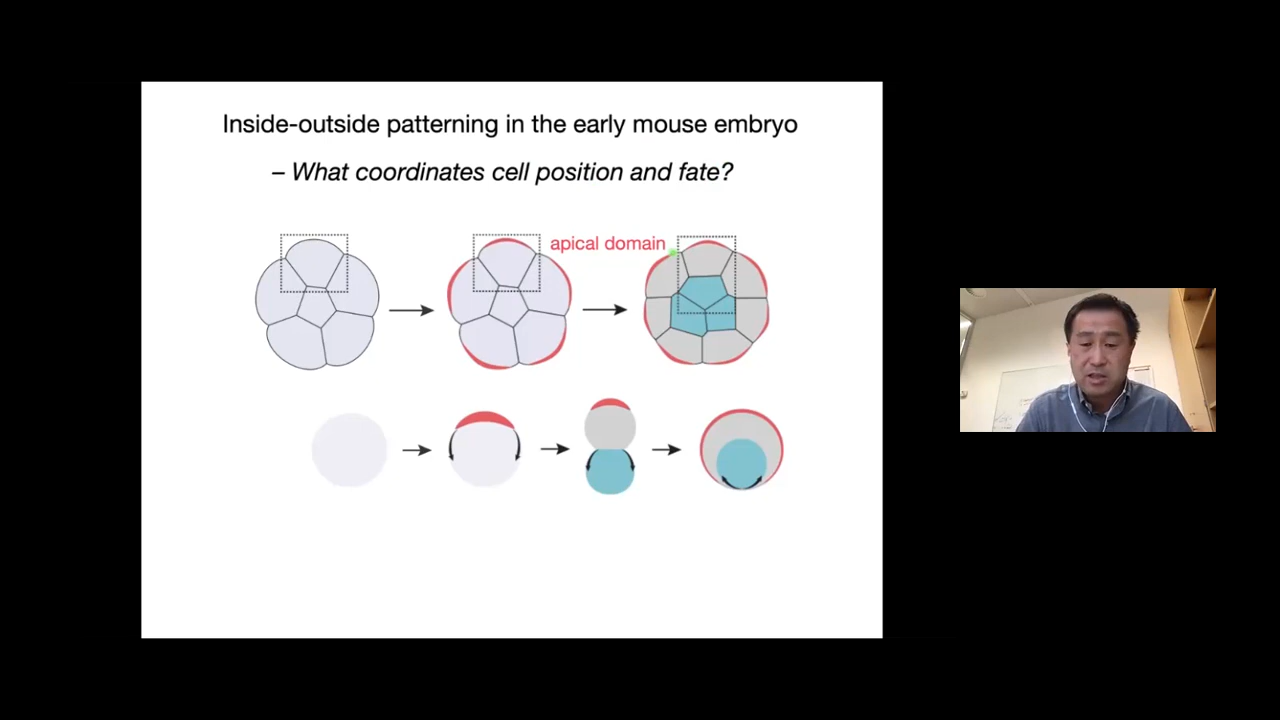 Inside-outside patterning in the early mouse embryo
– What coordinates cell position and fate?
apical domain